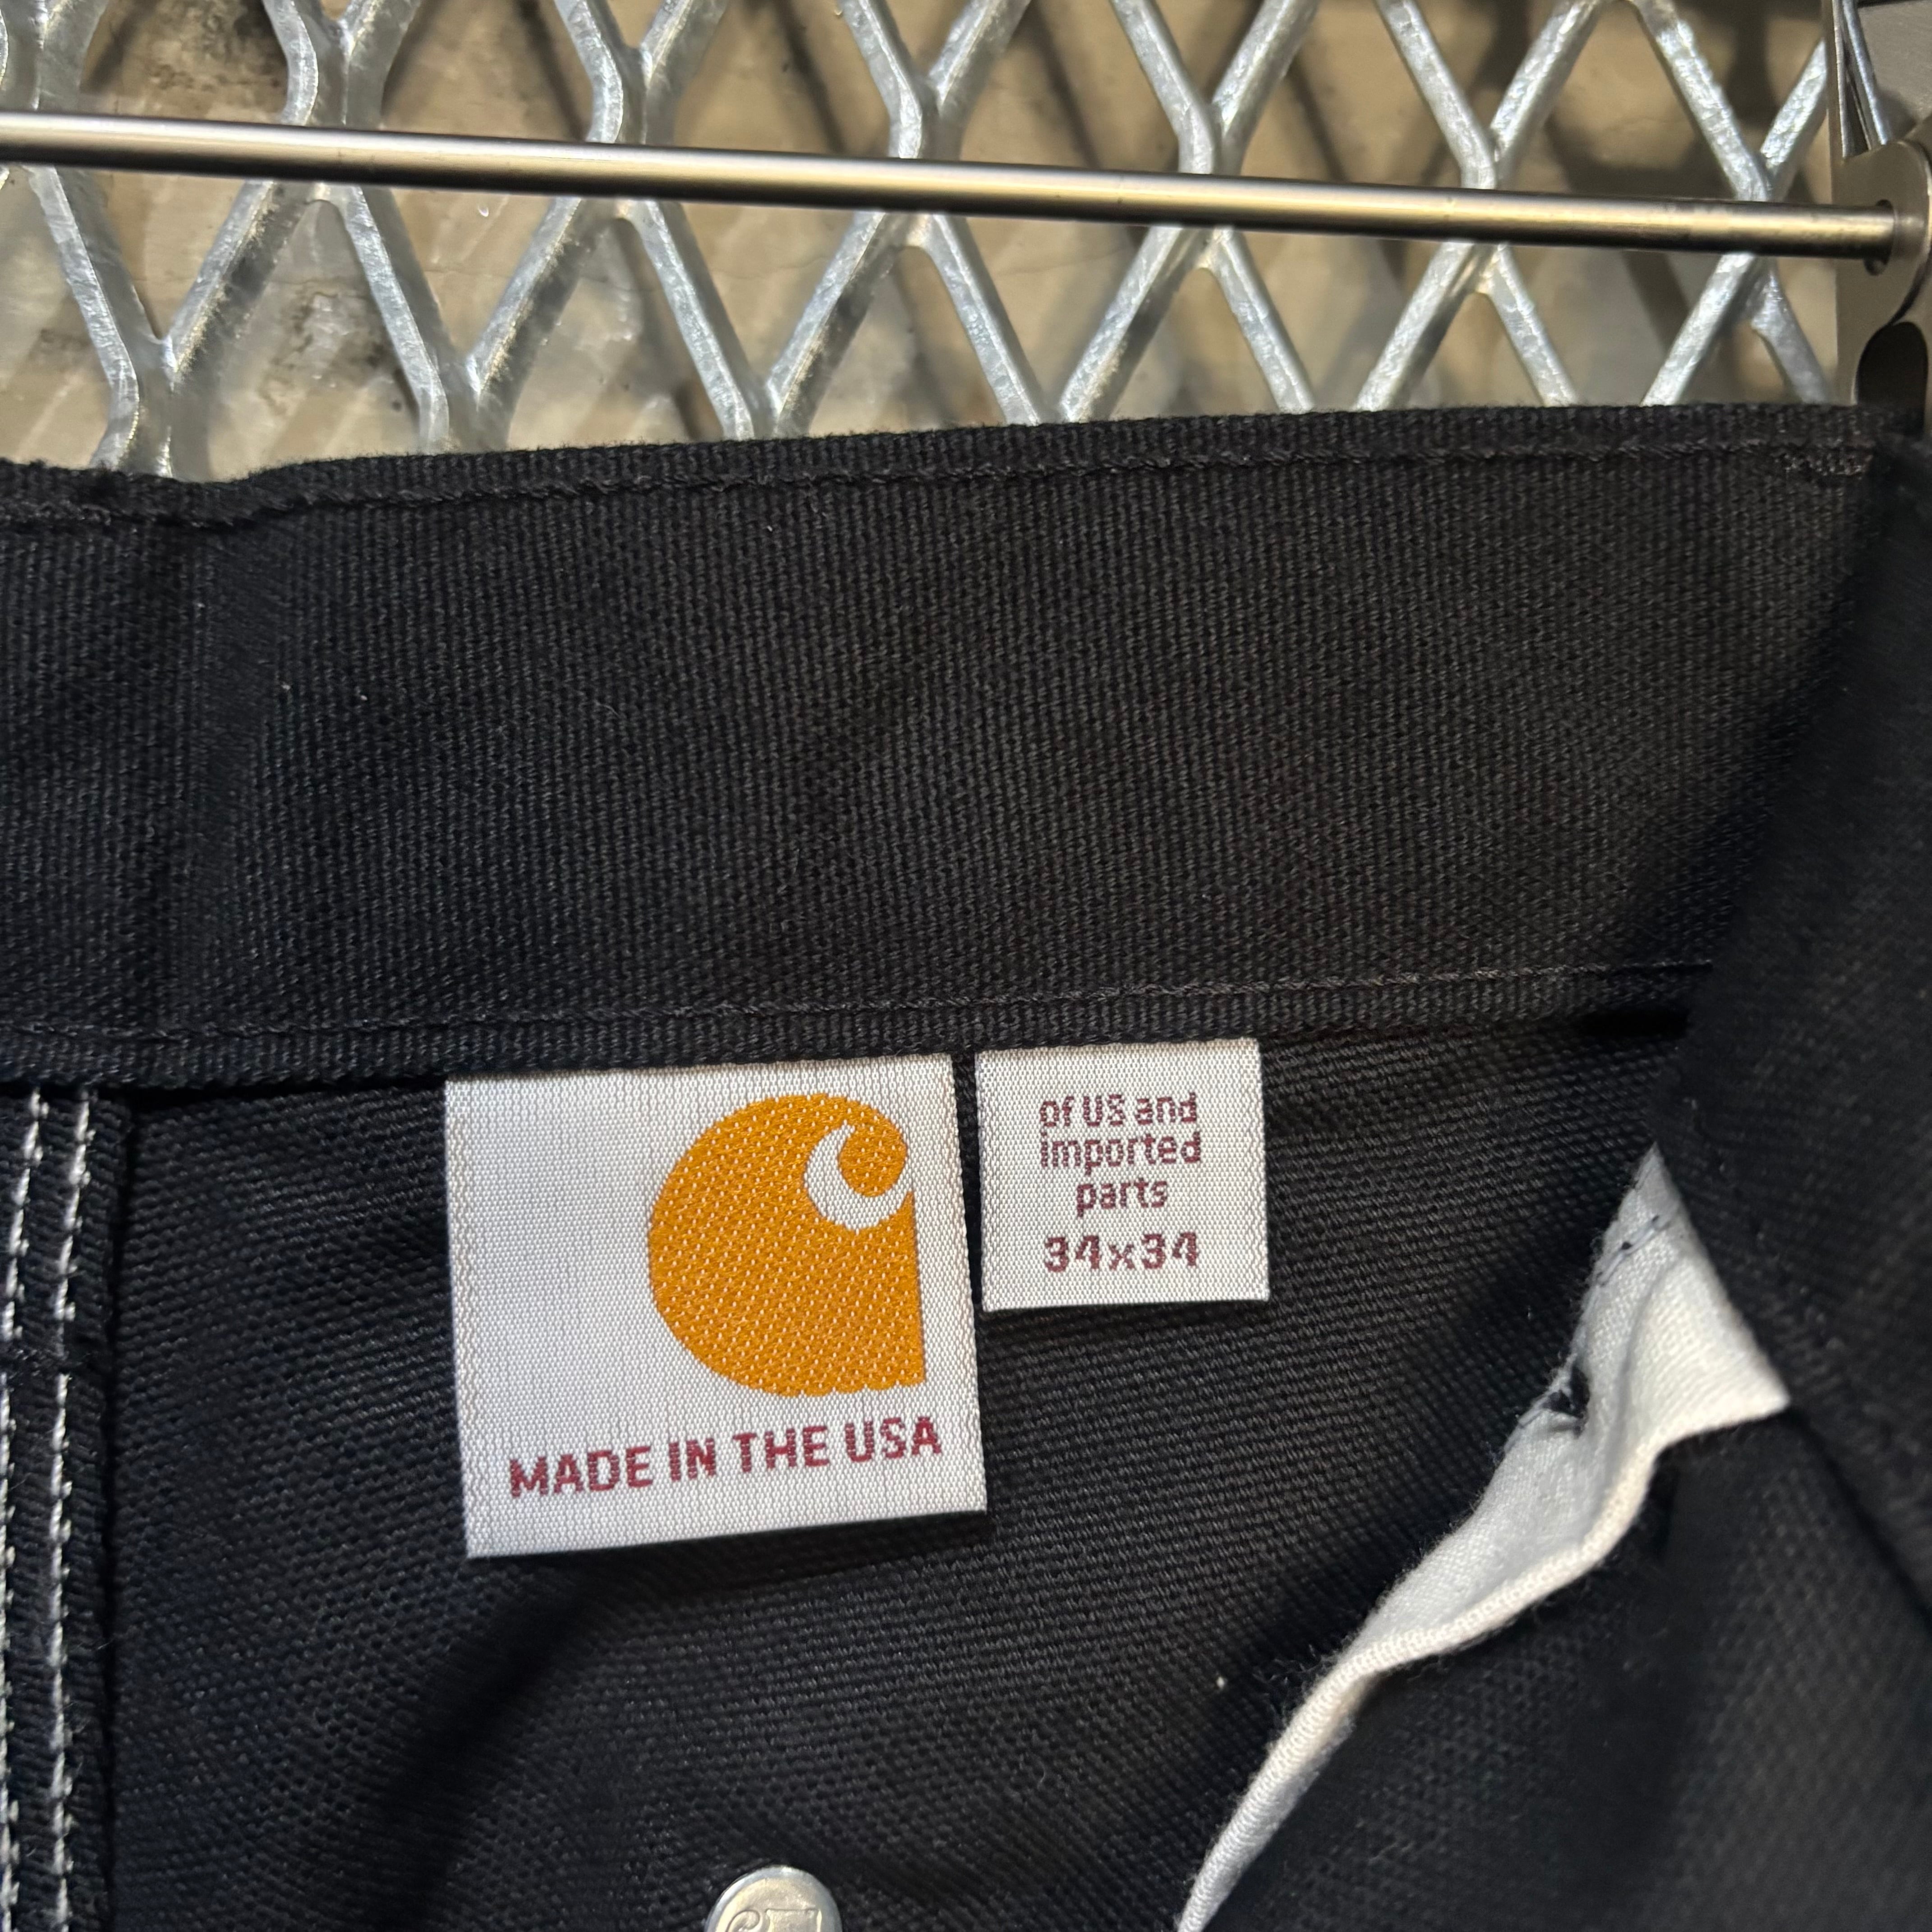 MADE IN THE USA
of US and
imported
parts
34x34